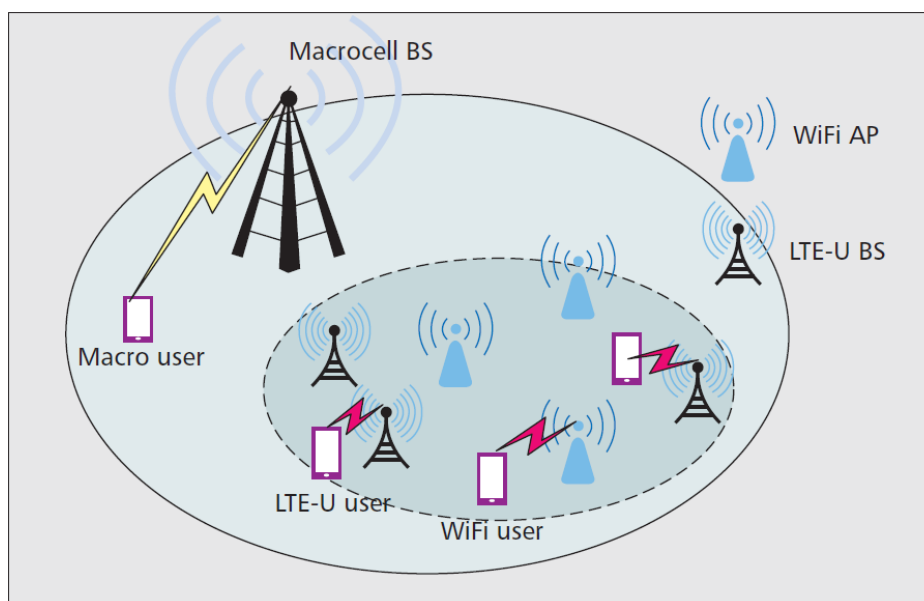 Macrocell BS
WiFi AP
LTE-U BS
Macro user
LTE-U user
WiFi user